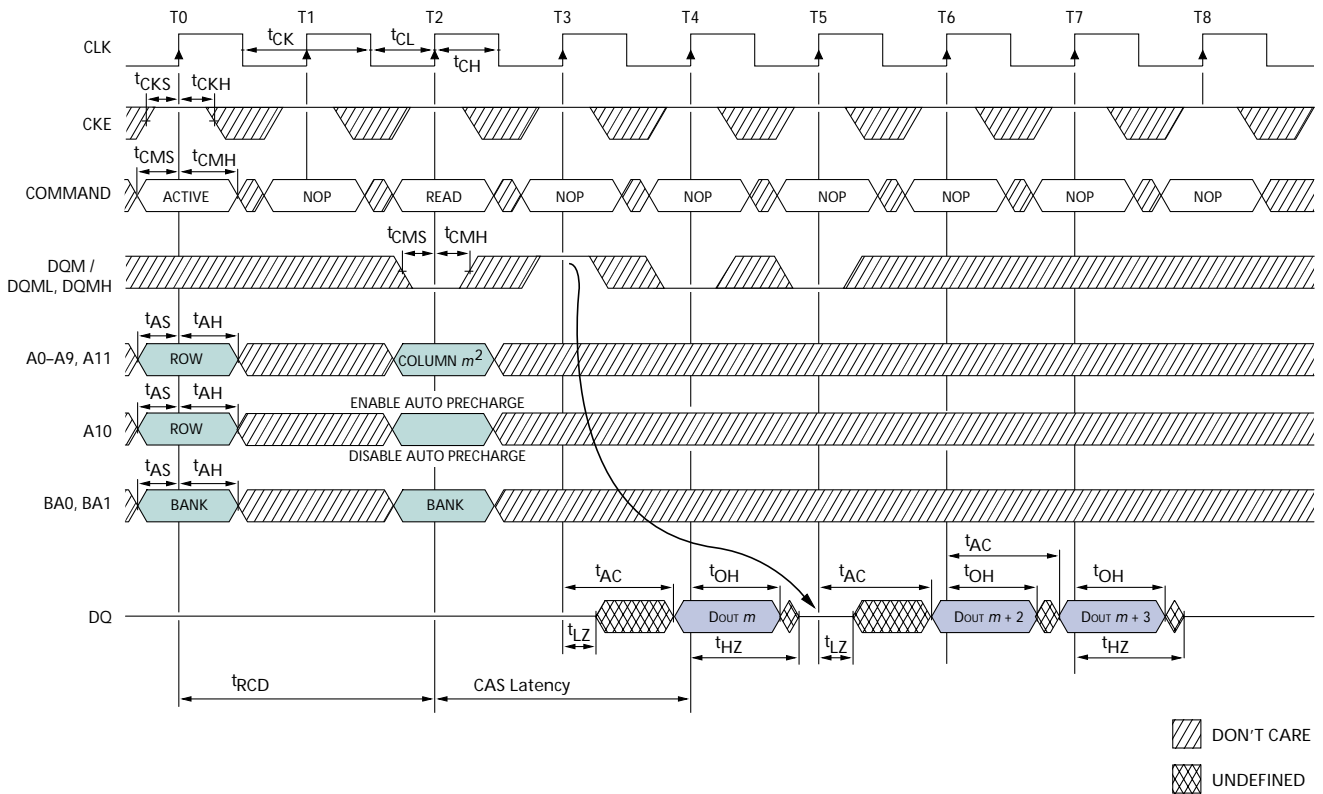 T0 T1 T2 T3 T4 T5 T6 T7 T8
CLK
tCK tCL
tCH
tCKS tCKH
CKE
tCMS tCMH
COMMAND ACTIVE NOP READ NOP NOP NOP NOP NOP NOP
tCMS tCMH
DQM /
DQML, DQMH
tAS tAH
A0–A9, A11 ROW COLUMN m2
tAS tAH ENABLE AUTO PRECHARGE
A10 ROW
DISABLE AUTO PRECHARGE
tAS tAH
BA0, BA1 BANK BANK
tAC
tAC tOH tAC tOH tOH
DQ DOUT m DOUT m + 2 DOUT m + 3
tLZ tHZ tLZ tHZ
tRCD CAS Latency
DON'T CARE
UNDEFINED